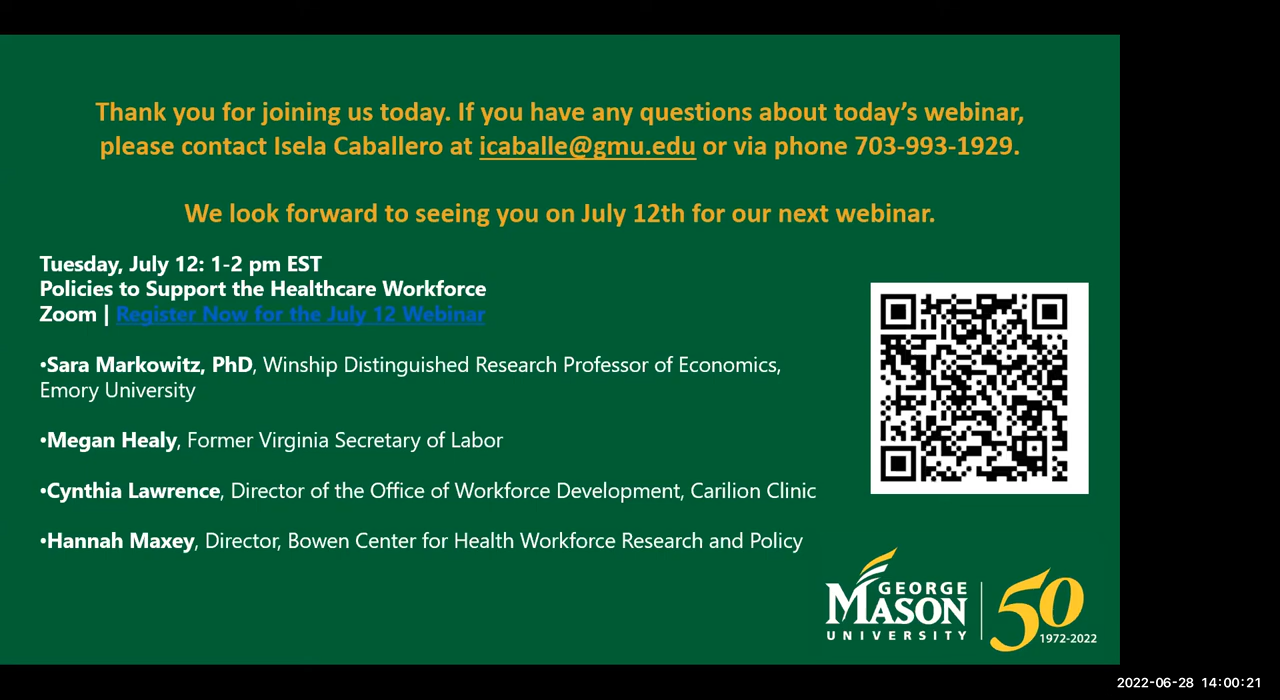 Thank you for joining us today. If you have any questions about today’s webinar,
please contact Isela Caballero at icaballe@gmu.edu or via phone 703-993-1929.
We look forward to seeing you on July 12th for our next webinar.
Tuesday, July 12: 1-2 pm EST
Policies to Support the Healthcare Workforce
Zoom | Register Now for the July 12 Webinar
•Sara Markowitz, PhD, Winship Distinguished Research Professor of Economics,
Emory University
•Megan Healy, Former Virginia Secretary of Labor
•Cynthia Lawrence, Director of the Office of Workforce Development, Carilion Clinic
•Hannah Maxey, Director, Bowen Center for Health Workforce Research and Policy
GEORGE
MASON
UNIVERSITY
50
1972-2022
2022-06-28 14:00:21